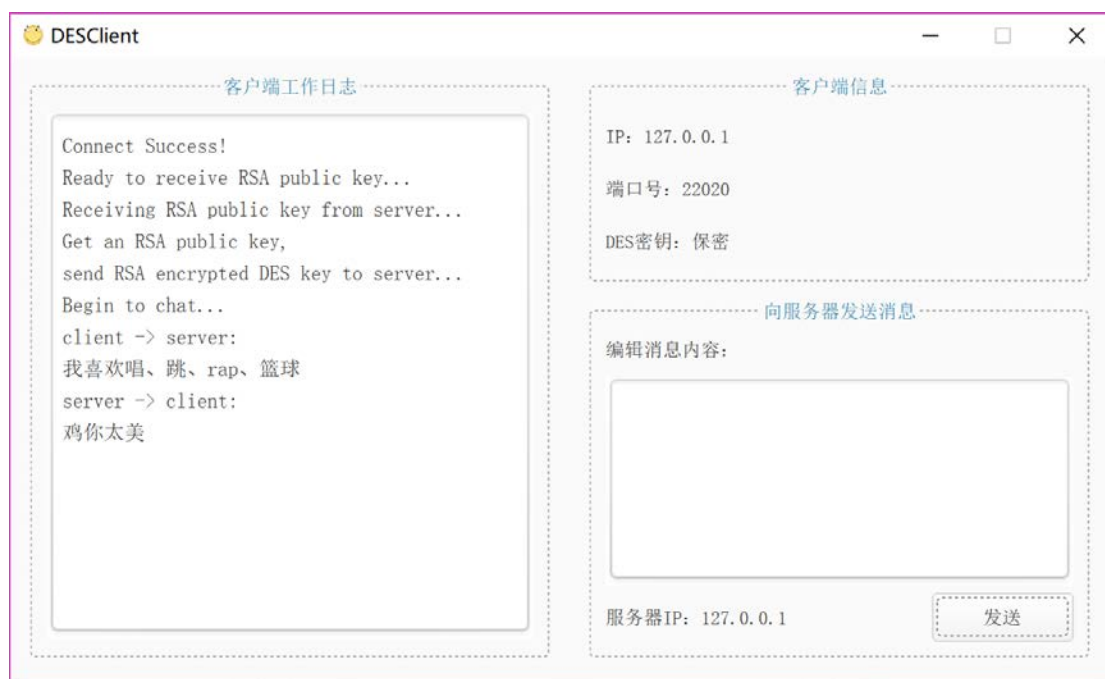 DESClient
客户端工作日志
Connect Success!
Ready to receive RSA public key...
Receiving RSA public key from server...
Get an RSA public key,
send RSA encrypted DES key to server...
Begin to chat...
client -> server:
我喜欢唱、跳、rap、篮球
server -> client:
鸡你太美
客户端信息
IP: 127.0.0.1
端口号: 22020
DES密钥: 保密
向服务器发送消息
编辑消息内容:
服务器IP: 127.0.0.1
发送